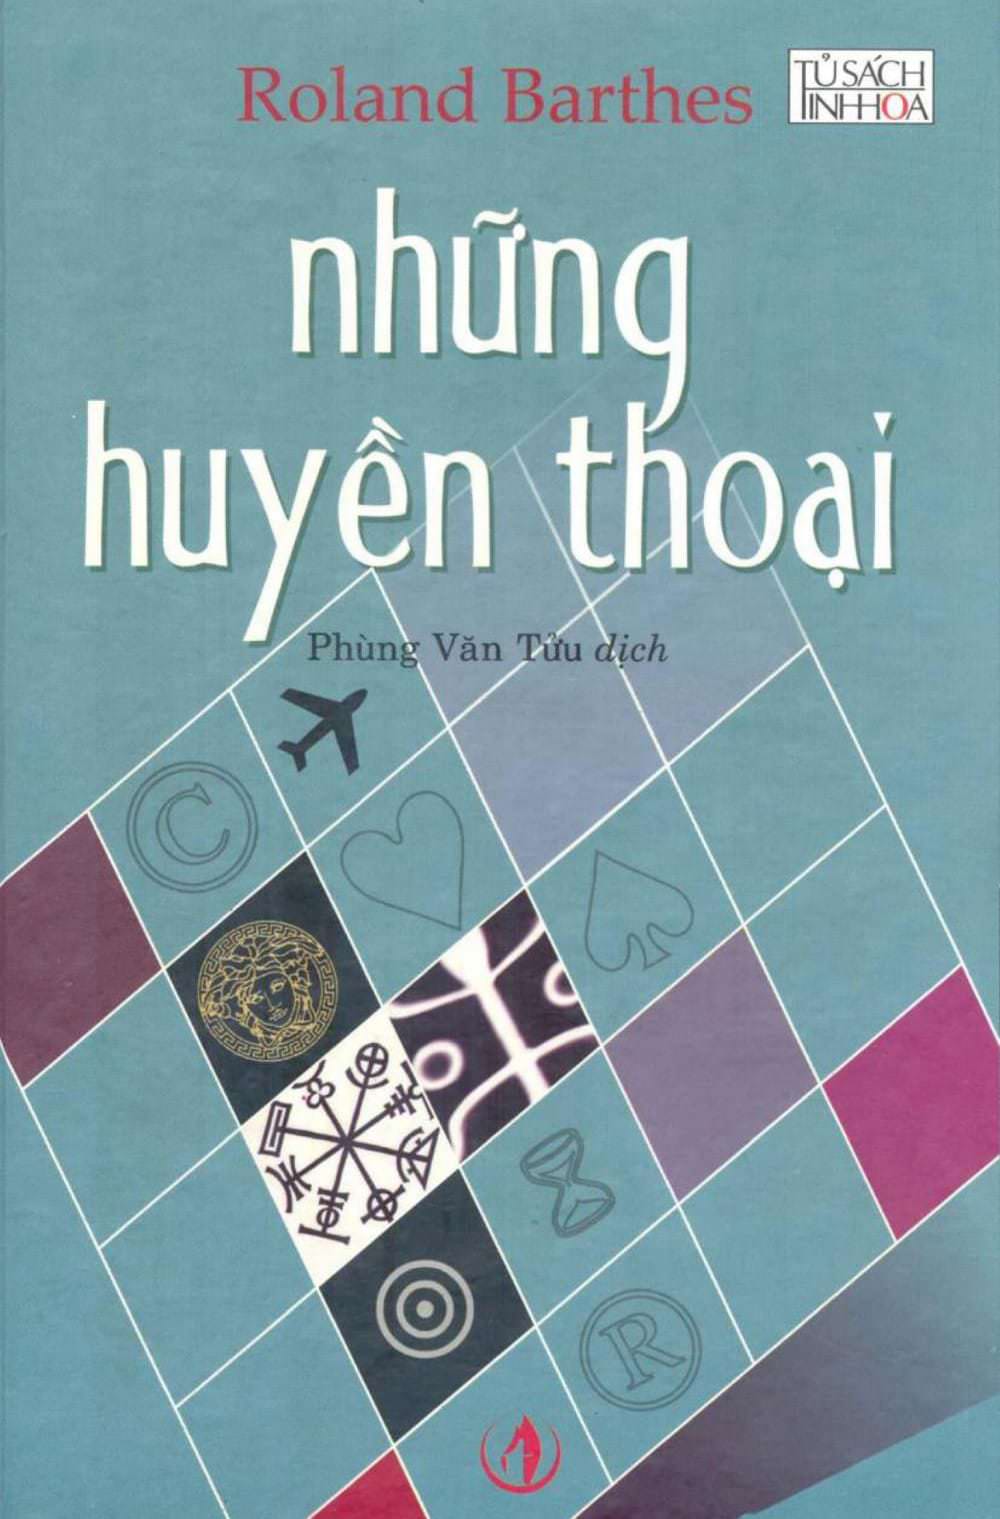 Roland Barthes
TỦ SÁCH
TINH HOA
những
huyền thoại
Phùng Văn Tửu dịch
C
R